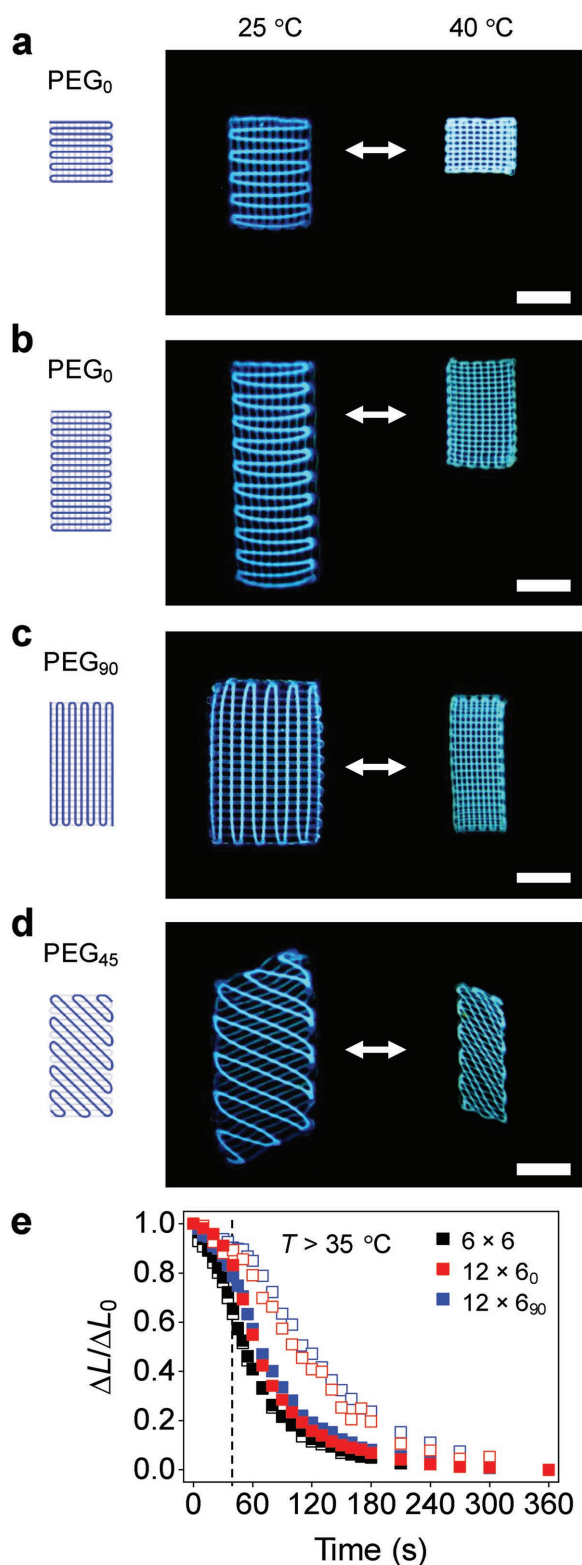 25 °C 40 °C
a
PEG₀
b
PEG₀
c
PEG₉₀
d
PEG₄₅
e
T > 35 °C
6 × 6
12 × 6₀
12 × 6₉₀
1.0
0.8
0.6
0.4
0.2
0.0
ΔL/ΔL₀
0 60 120 180 240 300 360
Time (s)